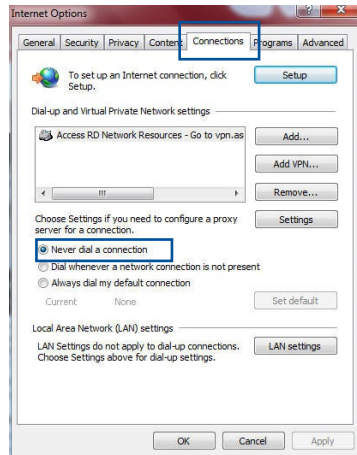 Internet Options
General Security Privacy Content Connections Programs Advanced
To set up an Internet connection, click
Setup.
Setup
Dial-up and Virtual Private Network settings
Access RD Network Resources - Go to vpn.as
Add...
Add VPN...
Remove...
Choose Settings if you need to configure a proxy
server for a connection.
Settings
Never dial a connection
Dial whenever a network connection is not present
Always dial my default connection
Current None
Set default
Local Area Network (LAN) settings
LAN Settings do not apply to dial-up connections.
Choose Settings above for dial-up settings.
LAN settings
OK Cancel Apply